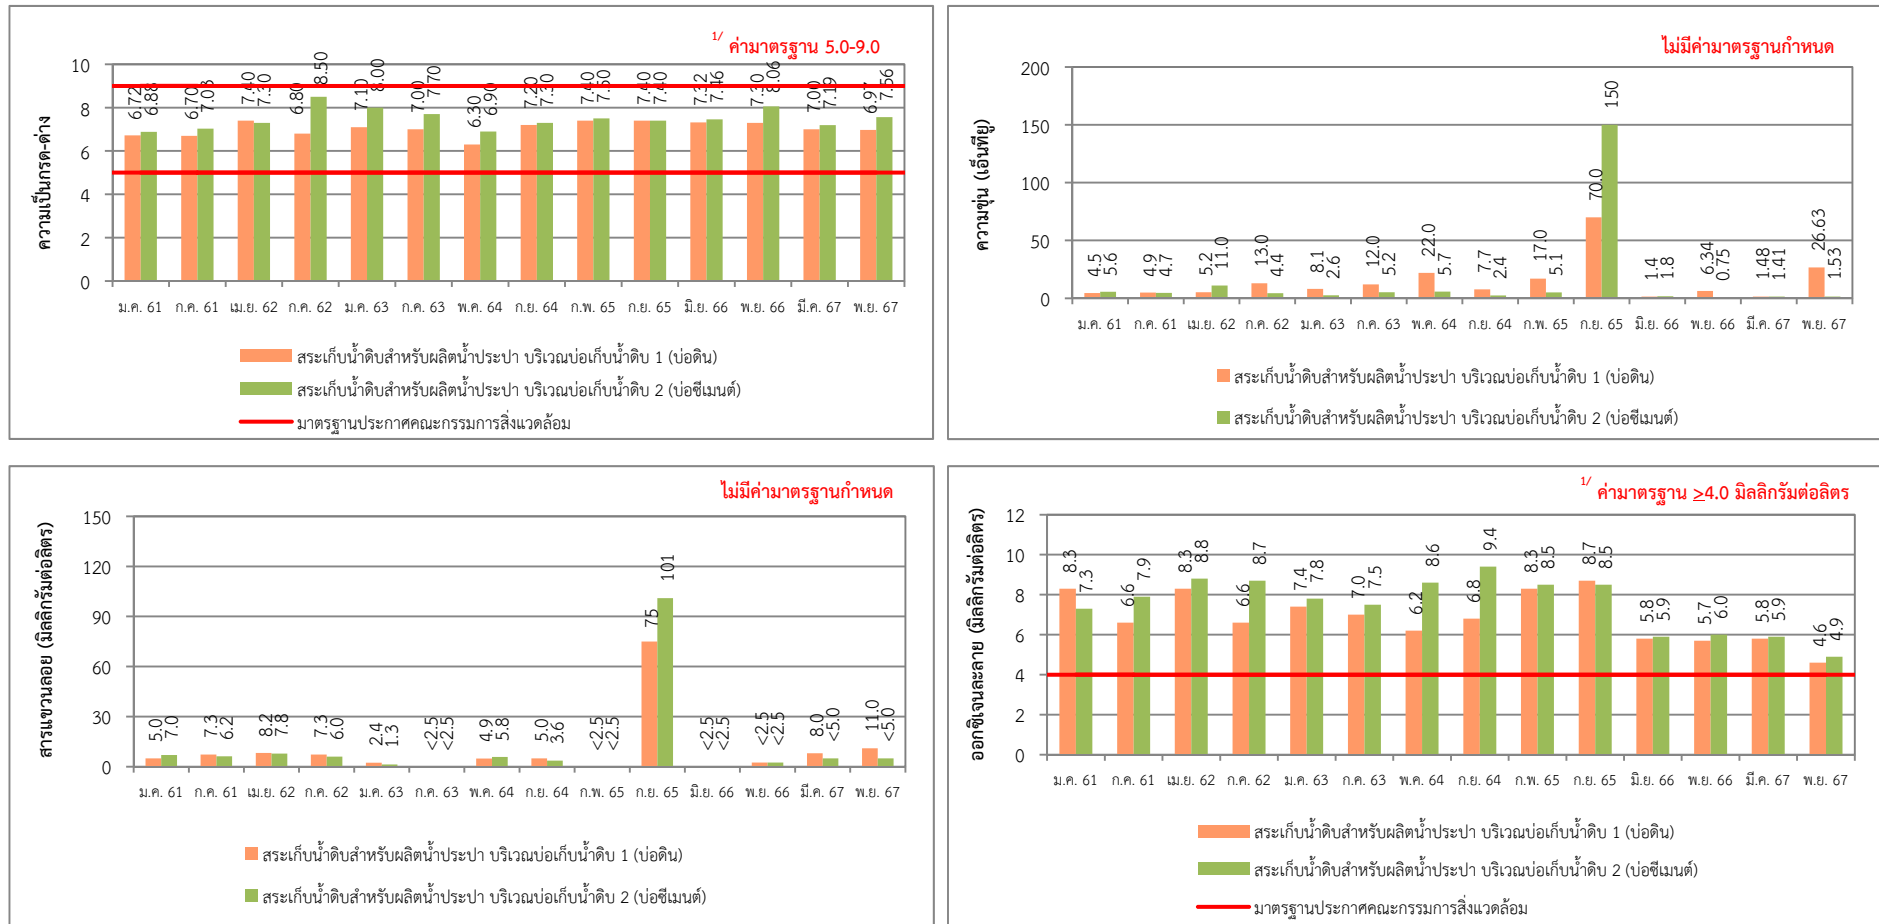 1/ ค่ามาตรฐาน 5.0-9.0
ความเป็นกรด-ด่าง
10
8
6
4
2
0
6.72 6.88 6.70 7.03 7.40 7.30 6.80 8.50 7.10 8.00 7.00 7.70 6.30 6.90 7.20 7.30 7.40 7.50 7.40 7.40 7.32 7.46 7.30 8.06 7.00 7.19 6.97 7.56
ม.ค. 61 ก.ค. 61 เม.ย. 62 ก.ค. 62 ม.ค. 63 ก.ค. 63 พ.ค. 64 ก.ย. 64 ก.พ. 65 ก.ย. 65 มิ.ย. 66 พ.ย. 66 มี.ค. 67 พ.ย. 67
สระเก็บน้ำดิบสำหรับผลิตน้ำประปา บริเวณบ่อเก็บน้ำดิบ 1 (บ่อดิน)
สระเก็บน้ำดิบสำหรับผลิตน้ำประปา บริเวณบ่อเก็บน้ำดิบ 2 (บ่อซีเมนต์)
มาตรฐานประกาศคณะกรรมการสิ่งแวดล้อม
ไม่มีค่ามาตรฐานกำหนด
ความขุ่น (เอ็นทียู)
200
150
100
50
0
4.5 5.6 4.9 4.7 5.2 11.0 13.0 4.4 8.1 2.6 12.0 5.2 22.0 5.7 7.7 2.4 17.0 5.1 70.0 150 1.4 1.8 6.34 0.75 1.48 1.41 26.63 1.53
ม.ค. 61 ก.ค. 61 เม.ย. 62 ก.ค. 62 ม.ค. 63 ก.ค. 63 พ.ค. 64 ก.ย. 64 ก.พ. 65 ก.ย. 65 มิ.ย. 66 พ.ย. 66 มี.ค. 67 พ.ย. 67
สระเก็บน้ำดิบสำหรับผลิตน้ำประปา บริเวณบ่อเก็บน้ำดิบ 1 (บ่อดิน)
สระเก็บน้ำดิบสำหรับผลิตน้ำประปา บริเวณบ่อเก็บน้ำดิบ 2 (บ่อซีเมนต์)
ไม่มีค่ามาตรฐานกำหนด
สารแขวนลอย (มิลลิกรัมต่อลิตร)
150
120
90
60
30
0
5.0 7.0 7.3 6.2 8.2 7.8 7.3 6.0 2.4 1.3 <2.5 <2.5 4.9 5.8 5.0 3.6 <2.5 <2.5 75 101 <2.5 <2.5 <2.5 <2.5 8.0 <5.0 11.0 <5.0
ม.ค. 61 ก.ค. 61 เม.ย. 62 ก.ค. 62 ม.ค. 63 ก.ค. 63 พ.ค. 64 ก.ย. 64 ก.พ. 65 ก.ย. 65 มิ.ย. 66 พ.ย. 66 มี.ค. 67 พ.ย. 67
สระเก็บน้ำดิบสำหรับผลิตน้ำประปา บริเวณบ่อเก็บน้ำดิบ 1 (บ่อดิน)
สระเก็บน้ำดิบสำหรับผลิตน้ำประปา บริเวณบ่อเก็บน้ำดิบ 2 (บ่อซีเมนต์)
1/ ค่ามาตรฐาน ≥4.0 มิลลิกรัมต่อลิตร
ออกซิเจนละลาย (มิลลิกรัมต่อลิตร)
12
10
8
6
4
2
0
8.3 7.3 6.6 7.9 8.3 8.8 6.6 8.7 7.4 7.8 7.0 7.5 6.2 8.6 6.8 9.4 8.3 8.5 8.7 8.5 5.8 5.9 5.7 6.0 5.8 5.9 4.6 4.9
ม.ค. 61 ก.ค. 61 เม.ย. 62 ก.ค. 62 ม.ค. 63 ก.ค. 63 พ.ค. 64 ก.ย. 64 ก.พ. 65 ก.ย. 65 มิ.ย. 66 พ.ย. 66 มี.ค. 67 พ.ย. 67
สระเก็บน้ำดิบสำหรับผลิตน้ำประปา บริเวณบ่อเก็บน้ำดิบ 1 (บ่อดิน)
สระเก็บน้ำดิบสำหรับผลิตน้ำประปา บริเวณบ่อเก็บน้ำดิบ 2 (บ่อซีเมนต์)
มาตรฐานประกาศคณะกรรมการสิ่งแวดล้อม